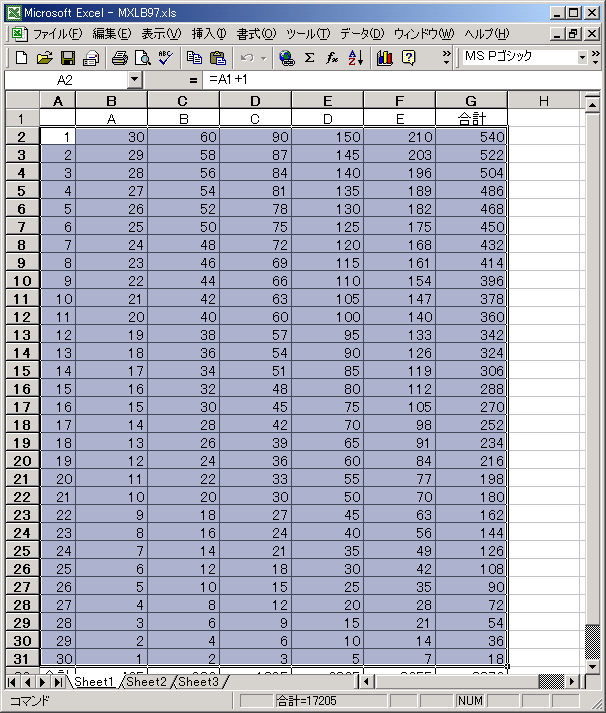 Microsoft Excel - MXLB97.xls
ファイル(F) 編集(E) 表示(V) 挿入(I) 書式(O) ツール(T) データ(D) ウィンドウ(W) ヘルプ(H)
MS Pゴシック
A2 = =A1+1
A B C D E F G H
1 A B C D E 合計
2 1 30 60 90 150 210 540
3 2 29 58 87 145 203 522
4 3 28 56 84 140 196 504
5 4 27 54 81 135 189 486
6 5 26 52 78 130 182 468
7 6 25 50 75 125 175 450
8 7 24 48 72 120 168 432
9 8 23 46 69 115 161 414
10 9 22 44 66 110 154 396
11 10 21 42 63 105 147 378
12 11 20 40 60 100 140 360
13 12 19 38 57 95 133 342
14 13 18 36 54 90 126 324
15 14 17 34 51 85 119 306
16 15 16 32 48 80 112 288
17 16 15 30 45 75 105 270
18 17 14 28 42 70 98 252
19 18 13 26 39 65 91 234
20 19 12 24 36 60 84 216
21 20 11 22 33 55 77 198
22 21 10 20 30 50 70 180
23 22 9 18 27 45 63 162
24 23 8 16 24 40 56 144
25 24 7 14 21 35 49 126
26 25 6 12 18 30 42 108
27 26 5 10 15 25 35 90
28 27 4 8 12 20 28 72
29 28 3 6 9 15 21 54
30 29 2 4 6 10 14 36
31 30 1 2 3 5 7 18
Sheet1 Sheet2 Sheet3
コマンド 合計=17205 NUM